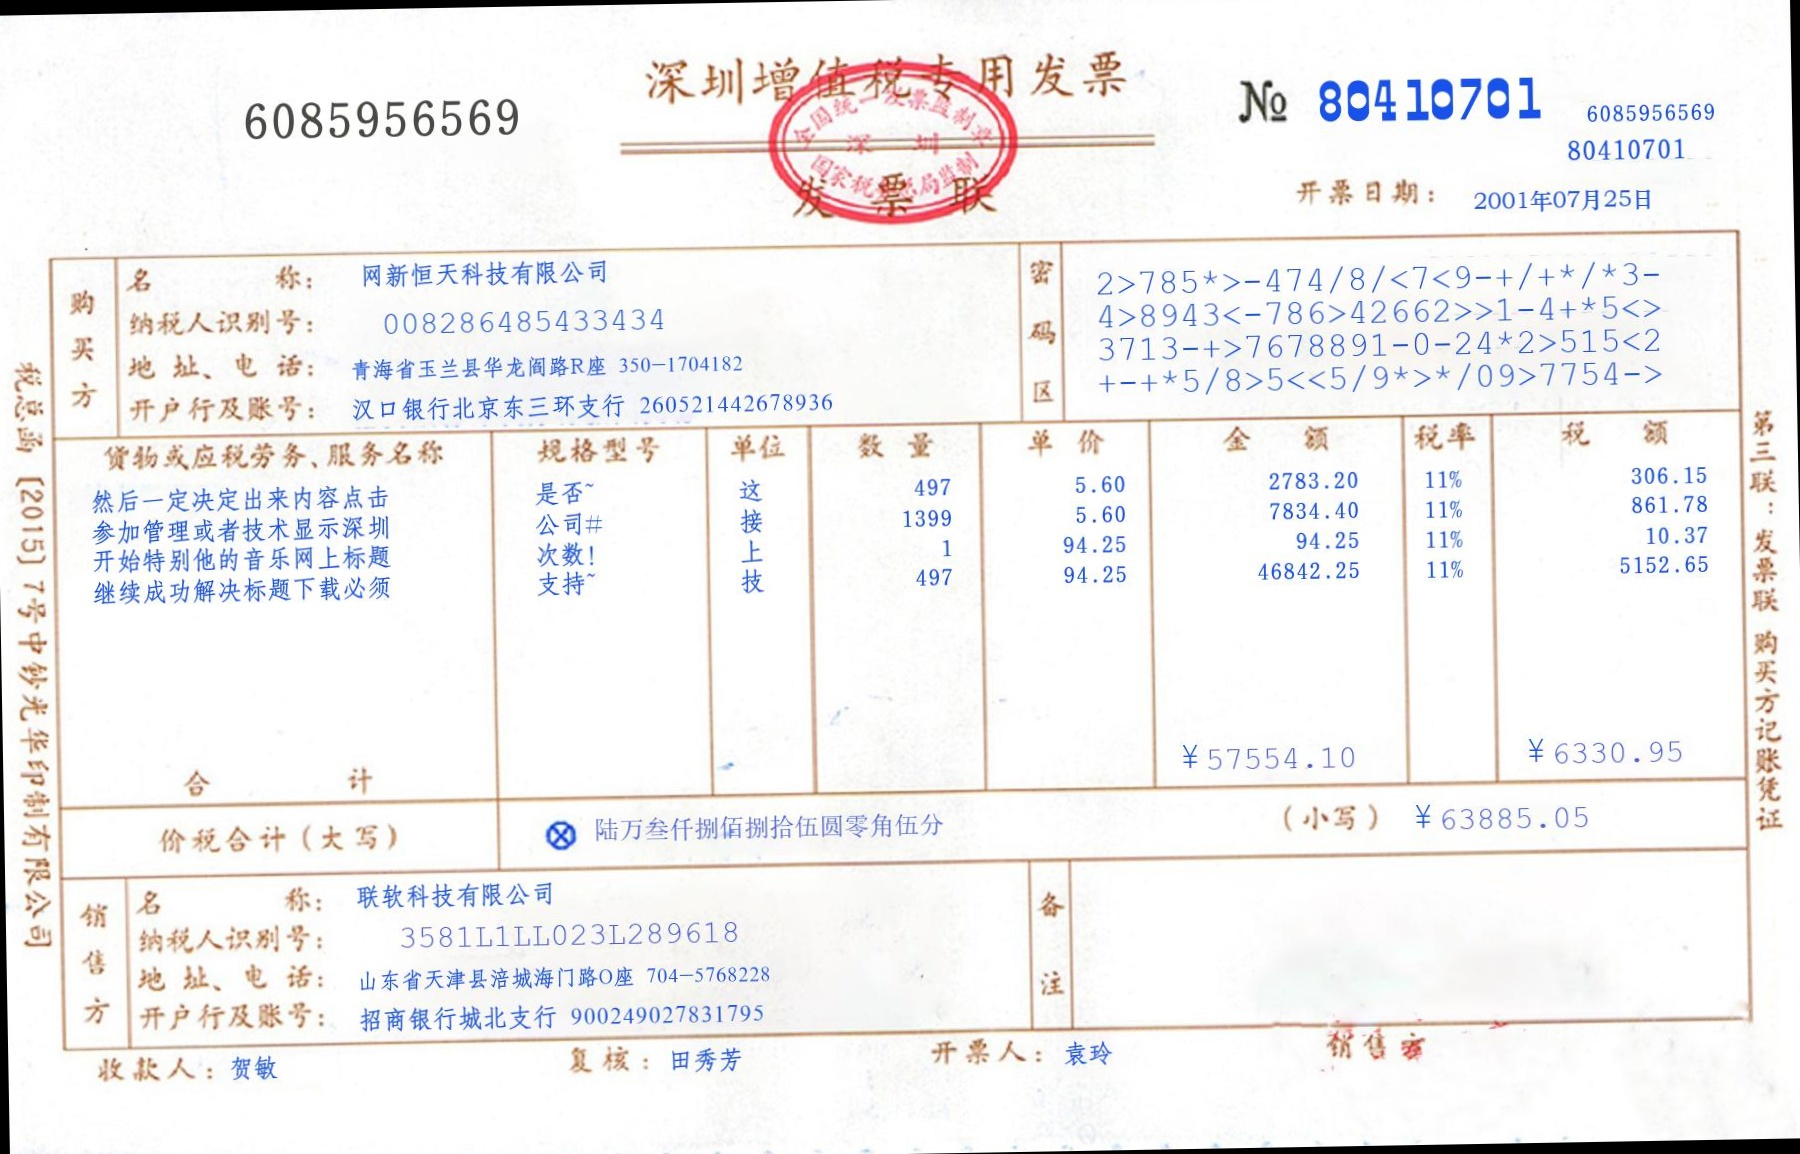 深圳增值税专用发票
6085956569
№ 80410701
6085956569
80410701
全国统一发票监制章
深 圳
国家税务总局监制
发票联
开票日期： 2001年07月25日
购买方
名 称： 网新恒天科技有限公司
纳税人识别号： 008286485433434
地址、电话： 青海省玉兰县华龙阎路R座 350-1704182
开户行及账号： 汉口银行北京东三环支行 260521442678936
密码区
2>785*>-474/8/<7<9-+/+*/*3-
4>8943<-786>42662>>1-4+*5<>
3713-+>7678891-0-24*2>515<2
+-+*5/8>5<<5/9*>*/09>7754->
货物或应税劳务、服务名称 规格型号 单位 数量 单价 金额 税率 税额
然后一定决定出来内容点击 是否~ 这 497 5.60 2783.20 11% 306.15
参加管理或者技术显示深圳 公司# 接 1399 5.60 7834.40 11% 861.78
开始特别他的音乐网上标题 次数! 上 1 94.25 94.25 11% 10.37
继续成功解决标题下载必须 支持~ 技 497 94.25 46842.25 11% 5152.65
合 计 ¥57554.10 ¥6330.95
价税合计（大写） ⊗ 陆万叁仟捌佰捌拾伍圆零角伍分 （小写） ¥63885.05
销售方
名 称： 联软科技有限公司
纳税人识别号： 3581L1LL023L289618
地址、电话： 山东省天津县涪城海门路O座 704-5768228
开户行及账号： 招商银行城北支行 900249027831795
备注
收款人：贺敏 复核：田秀芳 开票人：袁玲 销售
税总函〔2015〕7号中钞光华印制有限公司
第三联：发票联 购买方记账凭证